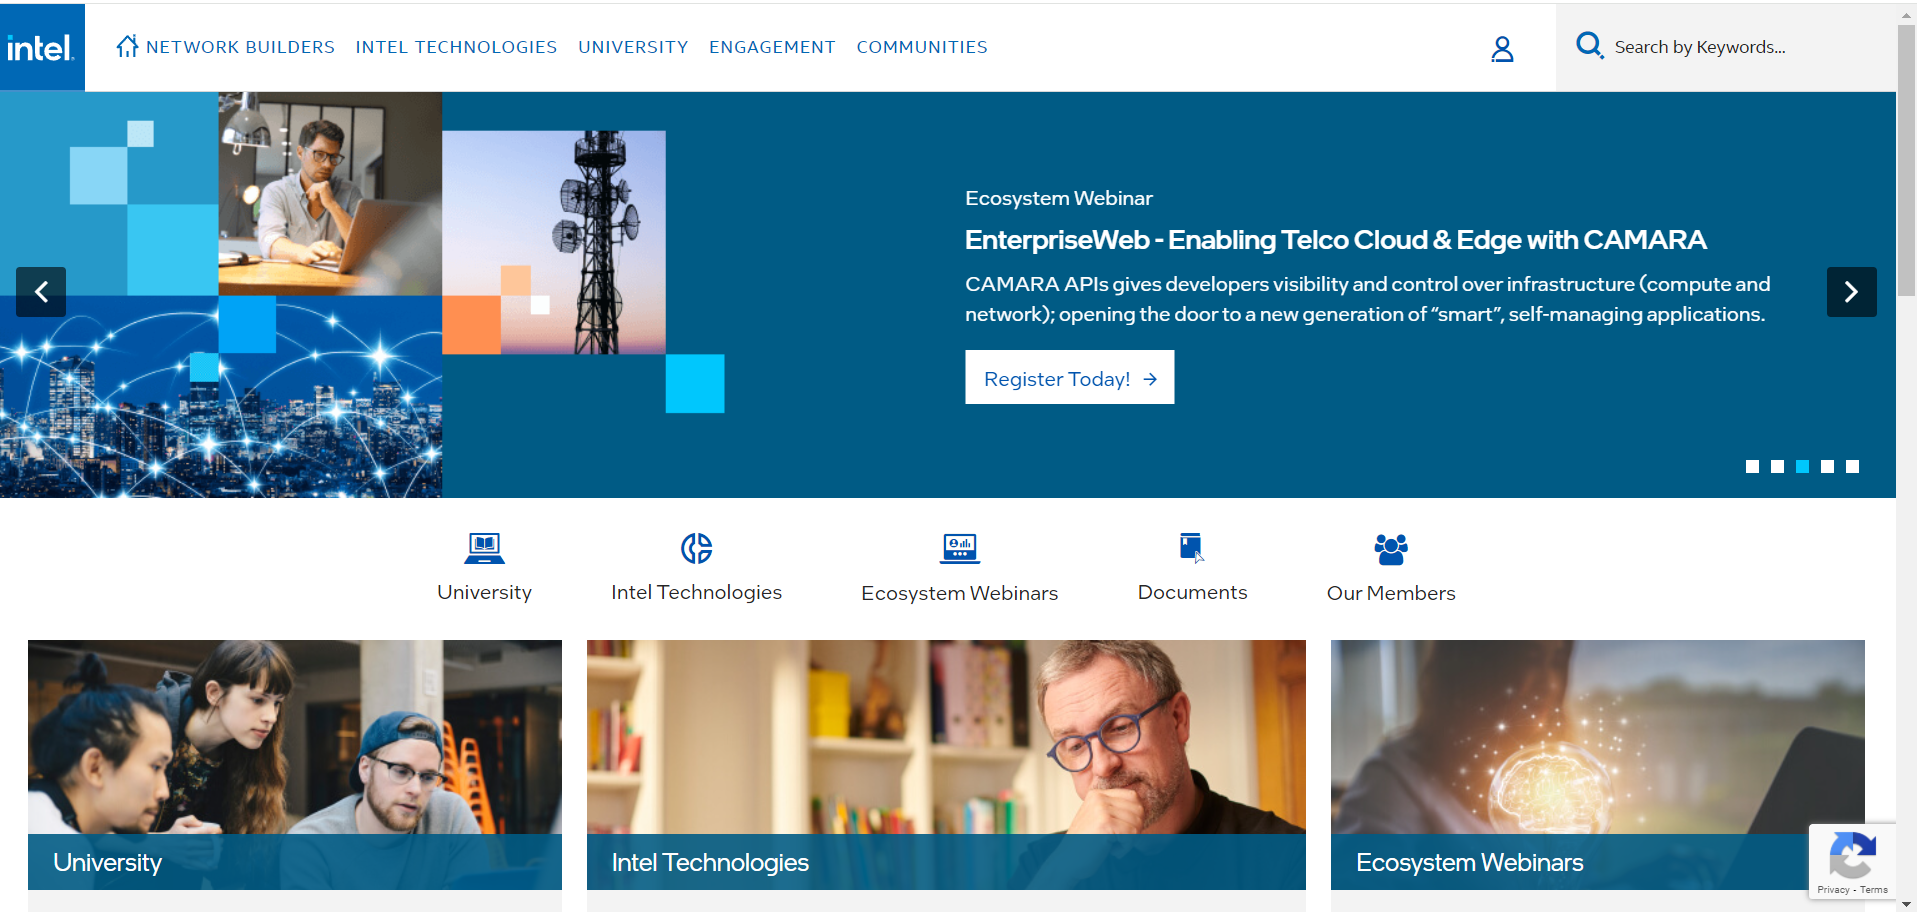 intel.
NETWORK BUILDERS INTEL TECHNOLOGIES UNIVERSITY ENGAGEMENT COMMUNITIES
Search by Keywords...
Ecosystem Webinar
EnterpriseWeb - Enabling Telco Cloud & Edge with CAMARA
CAMARA APIs gives developers visibility and control over infrastructure (compute and
network); opening the door to a new generation of “smart”, self-managing applications.
Register Today!
University
Intel Technologies
Ecosystem Webinars
Documents
Our Members
University
Intel Technologies
Ecosystem Webinars
Privacy - Terms